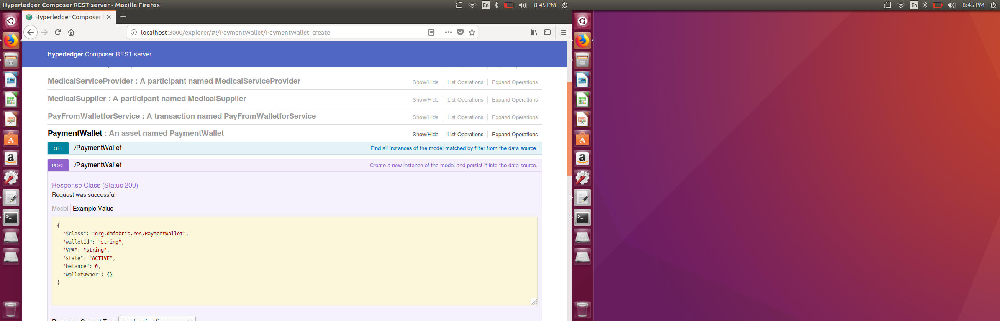 Hyperledger Composer REST server - Mozilla Firefox
En
8:45 PM
En
8:45 PM
Hyperledger Composer
localhost:3000/explorer/#!/PaymentWallet/PaymentWallet_create
Hyperledger Composer REST server
MedicalServiceProvider : A participant named MedicalServiceProvider
Show/Hide
List Operations
Expand Operations
MedicalSupplier : A participant named MedicalSupplier
Show/Hide
List Operations
Expand Operations
PayFromWalletforService : A transaction named PayFromWalletforService
Show/Hide
List Operations
Expand Operations
PaymentWallet : An asset named PaymentWallet
Show/Hide
List Operations
Expand Operations
GET /PaymentWallet
Find all instances of the model matched by filter from the data source.
POST /PaymentWallet
Create a new instance of the model and persist it into the data source.
Response Class (Status 200)
Request was successful
Model
Example Value
{
"$class": "org.dmfabric.res.PaymentWallet",
"walletId": "string",
"VPA": "string",
"state": "ACTIVE",
"balance": 0,
"walletOwner": {}
}
Response Content Type
application/json